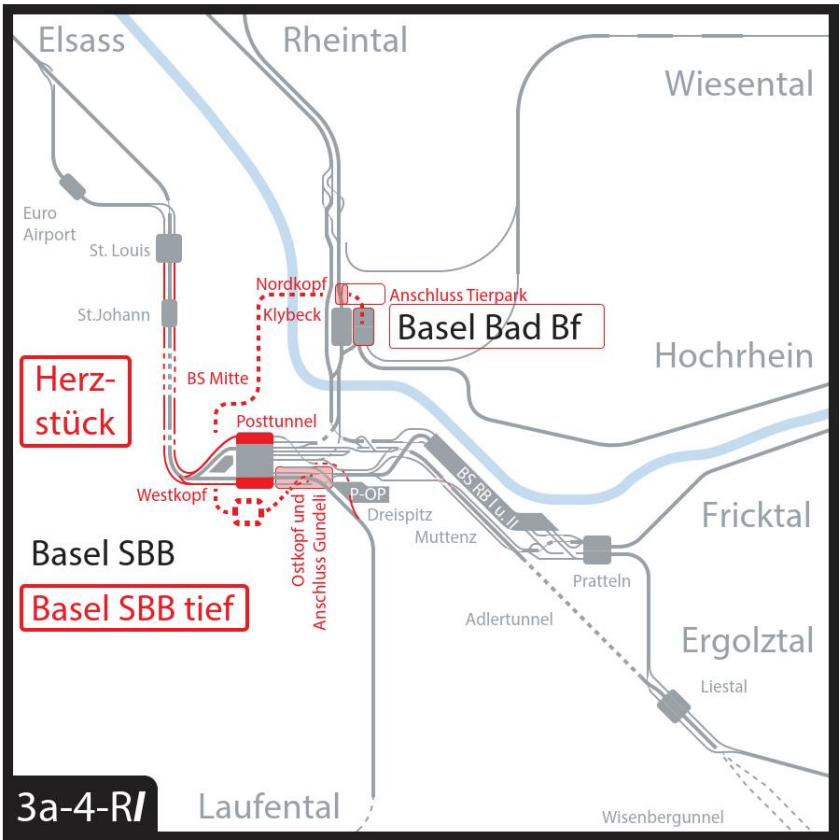 Elsass
Rheintal
Wiesental
Euro
Airport
St. Louis
Nordkopf
Anschluss Tierpark
St.Johann
Klybeck
Basel Bad Bf
Hochrhein
Herz-
stück
BS Mitte
Posttunnel
Westkopf
P-OP
BS RB I u. II
Ostkopf und
Anschluss Gundeli
Dreispitz
Muttenz
Fricktal
Basel SBB
Pratteln
Basel SBB tief
Adlertunnel
Ergolztal
Liestal
3a-4-RI
Laufental
Wisenbergunnel